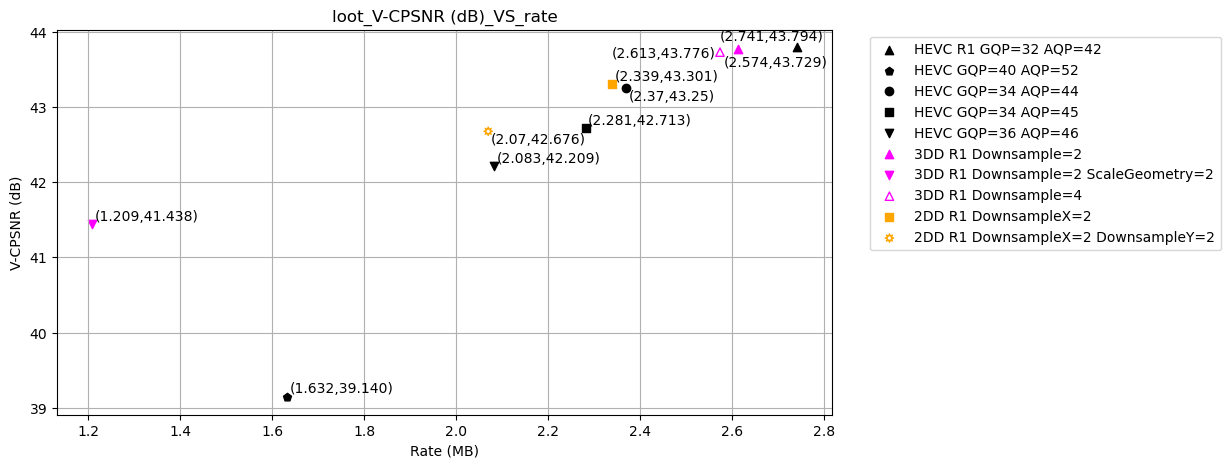 loot_V-CPSNR (dB)_VS_rate
44
43
42
41
40
39
V-CPSNR (dB)
(2.741,43.794)
(2.613,43.776)
(2.574,43.729)
(2.339,43.301)
(2.37,43.25)
(2.281,42.713)
(2.07,42.676)
(2.083,42.209)
(1.209,41.438)
(1.632,39.140)
1.2
1.4
1.6
1.8
2.0
2.2
2.4
2.6
2.8
Rate (MB)
HEVC R1 GQP=32 AQP=42
HEVC GQP=40 AQP=52
HEVC GQP=34 AQP=44
HEVC GQP=34 AQP=45
HEVC GQP=36 AQP=46
3DD R1 Downsample=2
3DD R1 Downsample=2 ScaleGeometry=2
3DD R1 Downsample=4
2DD R1 DownsampleX=2
2DD R1 DownsampleX=2 DownsampleY=2